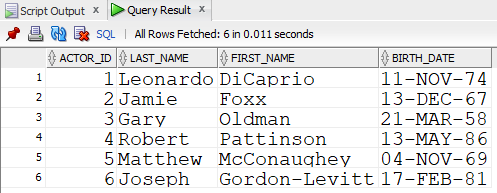 Script Output × Query Result ×
SQL | All Rows Fetched: 6 in 0.011 seconds
ACTOR_ID LAST_NAME FIRST_NAME BIRTH_DATE
1 1 Leonardo DiCaprio 11-NOV-74
2 2 Jamie Foxx 13-DEC-67
3 3 Gary Oldman 21-MAR-58
4 4 Robert Pattinson 13-MAY-86
5 5 Matthew McConaughey 04-NOV-69
6 6 Joseph Gordon-Levitt 17-FEB-81